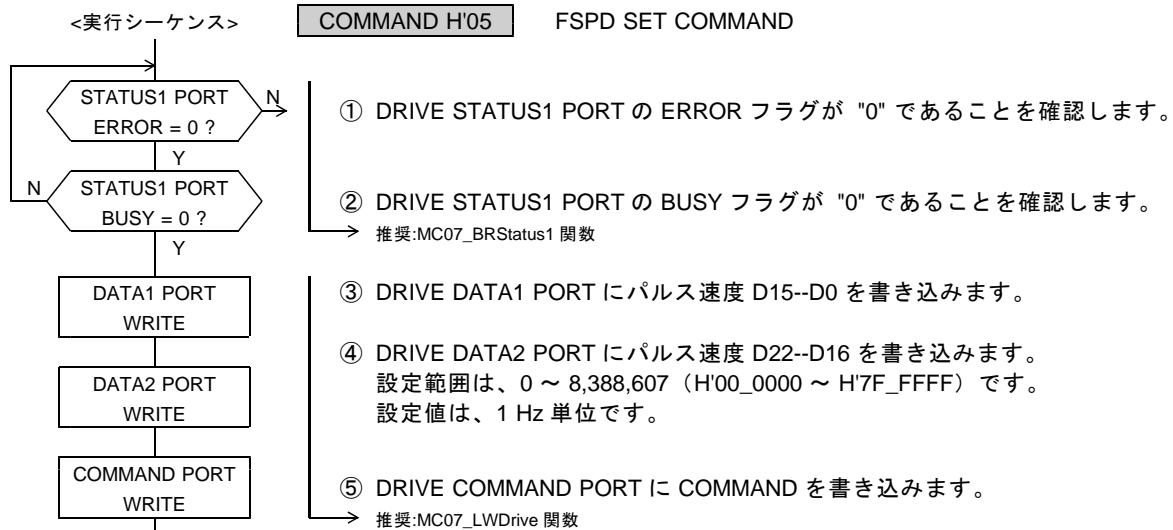 <実行シーケンス> COMMAND H'05 FSPD SET COMMAND
STATUS1 PORT
ERROR = 0 ?
N
Y
① DRIVE STATUS1 PORT の ERROR フラグが "0" であることを確認します。
N
STATUS1 PORT
BUSY = 0 ?
Y
② DRIVE STATUS1 PORT の BUSY フラグが "0" であることを確認します。
推奨:MC07_BRStatus1 関数
DATA1 PORT
WRITE
③ DRIVE DATA1 PORT にパルス速度 D15--D0 を書き込みます。
DATA2 PORT
WRITE
④ DRIVE DATA2 PORT にパルス速度 D22--D16 を書き込みます。
設定範囲は、0 ～ 8,388,607（H'00_0000 ～ H'7F_FFFF）です。
設定値は、1 Hz 単位です。
COMMAND PORT
WRITE
⑤ DRIVE COMMAND PORT に COMMAND を書き込みます。
推奨:MC07_LWDrive 関数